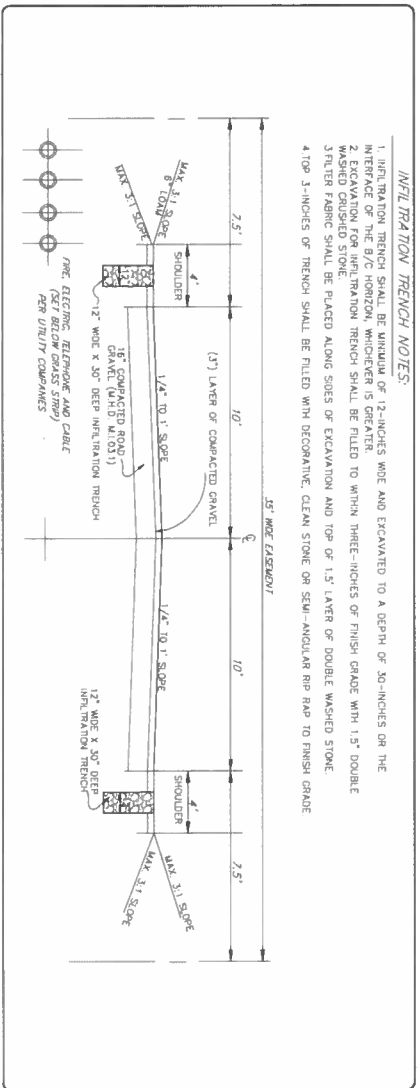 INFILTRATION TRENCH NOTES:
1. INFILTRATION TRENCH SHALL BE MINIMUM OF 12-INCHES WIDE AND EXCAVATED TO A DEPTH OF 30-INCHES OR THE
INTERFACE OF THE B/C HORIZON, WHICHEVER IS GREATER.
2. EXCAVATION FOR INFILTRATION TRENCH SHALL BE FILLED TO WITHIN THREE-INCHES OF FINISH GRADE WITH 1.5" DOUBLE
WASHED CRUSHED STONE.
3 FILTER FABRIC SHALL BE PLACED ALONG SIDES OF EXCAVATION AND TOP OF 1.5" LAYER OF DOUBLE WASHED STONE.
4 TOP 3-INCHES OF TRENCH SHALL BE FILLED WITH DECORATIVE, CLEAN STONE OR SEMI-ANGULAR RIP RAP TO FINISH GRADE
35' WIDE EASEMENT
7.5'
10'
10'
7.5'
4'
SHOULDER
4'
SHOULDER
(3") LAYER OF COMPACTED GRAVEL
MAX. 3:1 SLOPE
6" LOAM
MAX. 3:1 SLOPE
1/4" TO 1' SLOPE
1/4" TO 1' SLOPE
MAX. 3:1 SLOPE
MAX. 3:1 SLOPE
16" COMPACTED ROAD
GRAVEL (M.H.D. M1.03.1)
12" WIDE X 30" DEEP INFILTRATION TRENCH
12" WIDE X 30" DEEP
INFILTRATION TRENCH
FIRE, ELECTRIC, TELEPHONE AND CABLE
(SET BELOW GRASS STRIP)
PER UTILITY COMPANIES